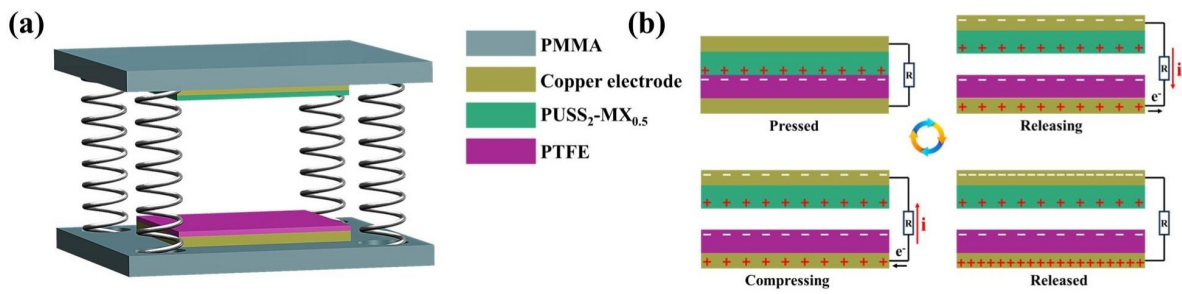 (a)
PMMA
Copper electrode
PUSS₂-MX₀.₅
PTFE
(b)
R
Pressed
R
i
e⁻
Releasing
R
i
e⁻
Compressing
R
Released